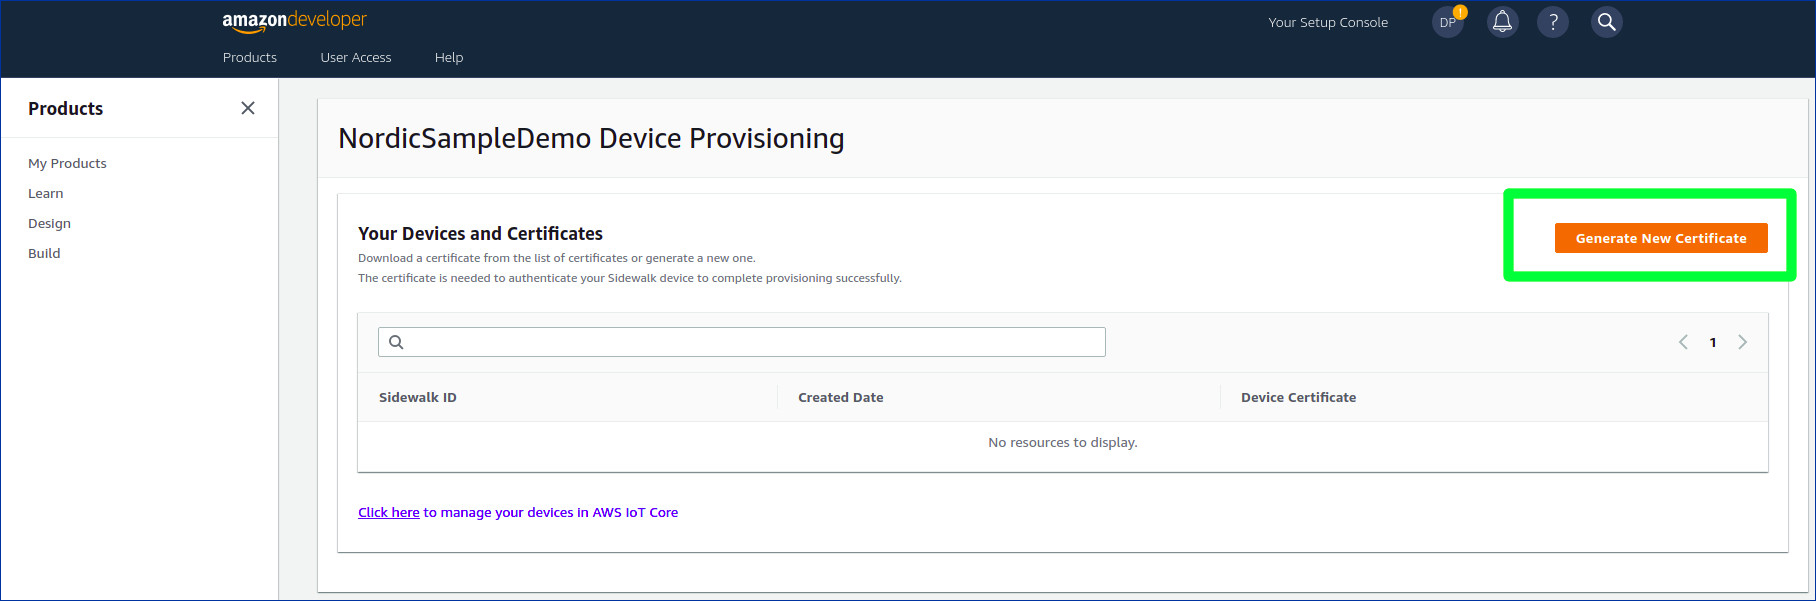 amazondeveloper
Your Setup Console
DP
!
?
Products
User Access
Help
Products
My Products
Learn
Design
Build
NordicSampleDemo Device Provisioning
Your Devices and Certificates
Download a certificate from the list of certificates or generate a new one.
The certificate is needed to authenticate your Sidewalk device to complete provisioning successfully.
Generate New Certificate
1
Sidewalk ID
Created Date
Device Certificate
No resources to display.
Click here to manage your devices in AWS IoT Core